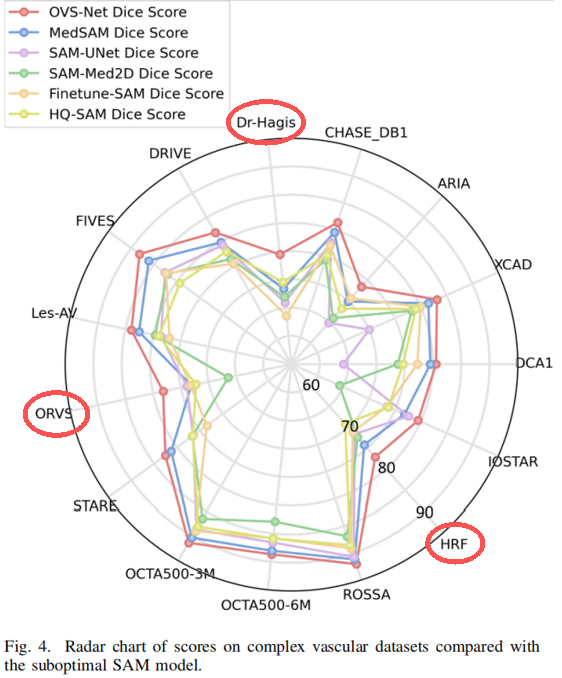 OVS-Net Dice Score
MedSAM Dice Score
SAM-UNet Dice Score
SAM-Med2D Dice Score
Finetune-SAM Dice Score
HQ-SAM Dice Score
Dr-Hagis
CHASE_DB1
DRIVE
ARIA
FIVES
XCAD
Les-AV
DCA1
60
ORVS
70
IOSTAR
80
STARE
90
HRF
OCTA500-3M
ROSSA
OCTA500-6M
Fig. 4. Radar chart of scores on complex vascular datasets compared with
the suboptimal SAM model.